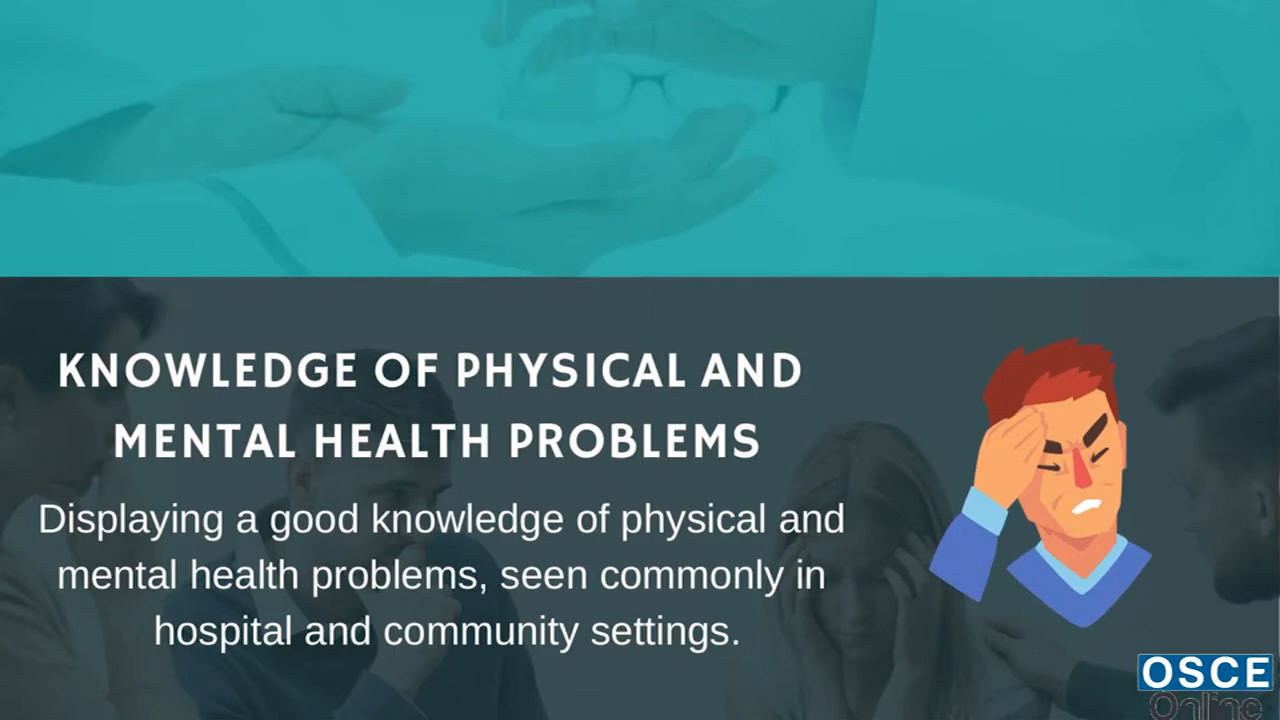 KNOWLEDGE OF PHYSICAL AND
MENTAL HEALTH PROBLEMS
Displaying a good knowledge of physical and
mental health problems, seen commonly in
hospital and community settings.
OSCE
Online